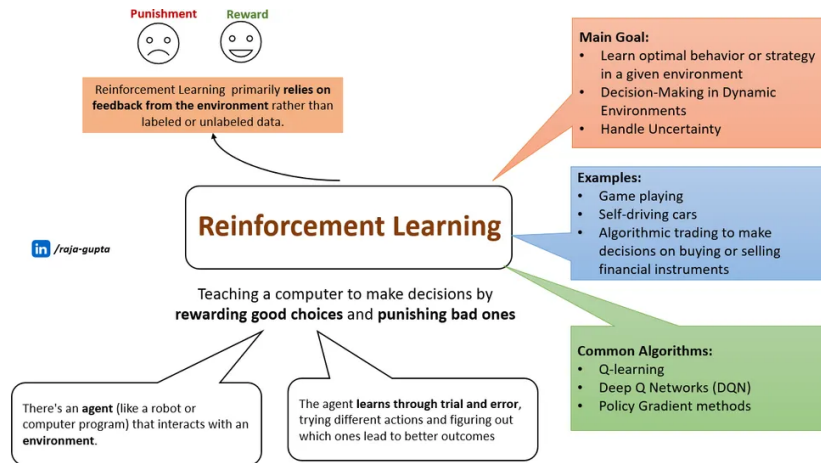 Punishment
Reward
Reinforcement Learning primarily relies on
feedback from the environment rather than
labeled or unlabeled data.
Main Goal:
• Learn optimal behavior or strategy
in a given environment
• Decision-Making in Dynamic
Environments
• Handle Uncertainty
Examples:
• Game playing
• Self-driving cars
• Algorithmic trading to make
decisions on buying or selling
financial instruments
Reinforcement Learning
in /raja-gupta
Teaching a computer to make decisions by
rewarding good choices and punishing bad ones
Common Algorithms:
• Q-learning
• Deep Q Networks (DQN)
• Policy Gradient methods
There's an agent (like a robot or
computer program) that interacts with an
environment.
The agent learns through trial and error,
trying different actions and figuring out
which ones lead to better outcomes